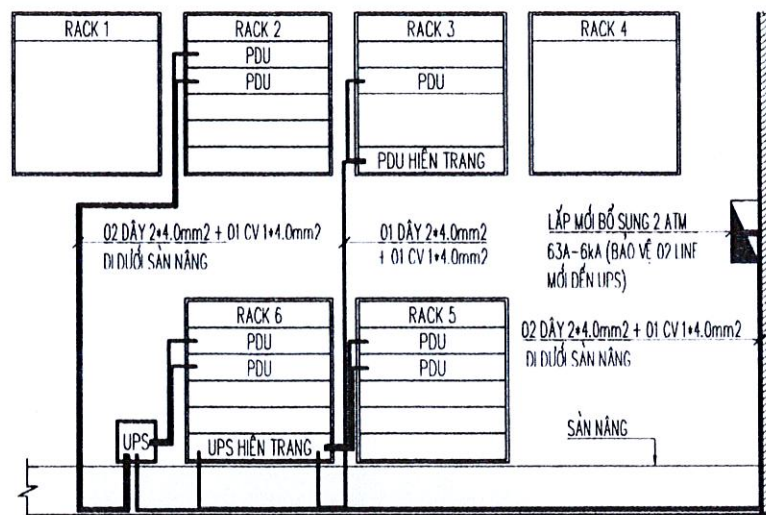 RACK 1
RACK 2
RACK 3
RACK 4
PDU
PDU
PDU
PDU HIỆN TRẠNG
02 DÂY 2*4.0mm2 + 01 CV 1*4.0mm2
ĐI DƯỚI SÀN NÂNG
01 DÂY 2*4.0mm2
+ 01 CV 1*4.0mm2
LẮP MỚI BỔ SUNG 2 ATM
63A-6kA (BẢO VỆ 02 LINE
MỚI ĐẾN UPS)
RACK 6
RACK 5
PDU
PDU
PDU
PDU
02 DÂY 2*4.0mm2 + 01 CV 1*4.0mm2
ĐI DƯỚI SÀN NÂNG
UPS
UPS HIỆN TRẠNG
SÀN NÂNG